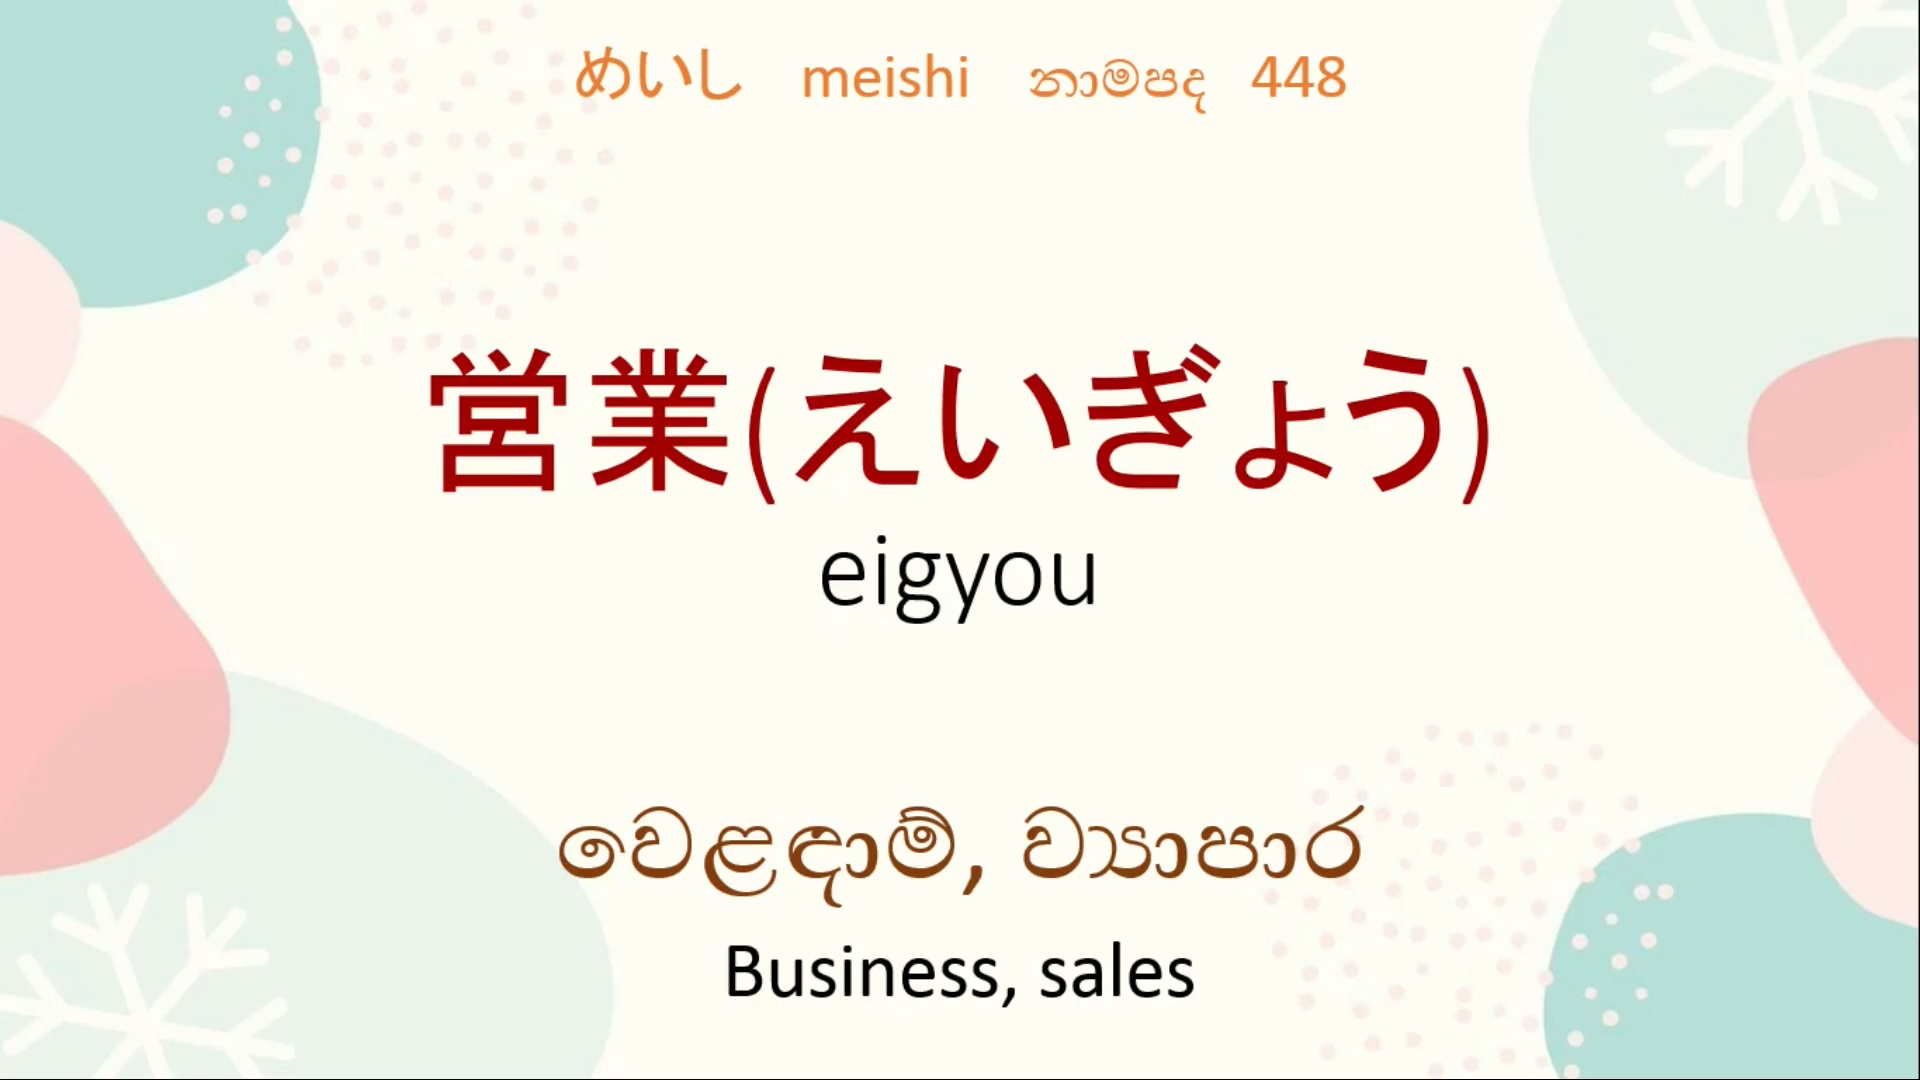 めいし meishi නාමපද 448
営業(えいぎょう)
eigyou
වෙළඳාම්, ව්‍යාපාර
Business, sales